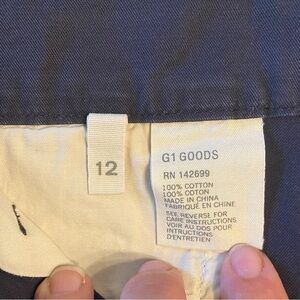 12
G1 GOODS
RN 142699
100% COTTON
100% COTON
MADE IN CHINA
FABRIQUÉ EN CHINE
SEE REVERSE FOR
CARE INSTRUCTIONS
VOIR AU DOS POUR
INSTRUCTIONS
D'ENTRETIEN